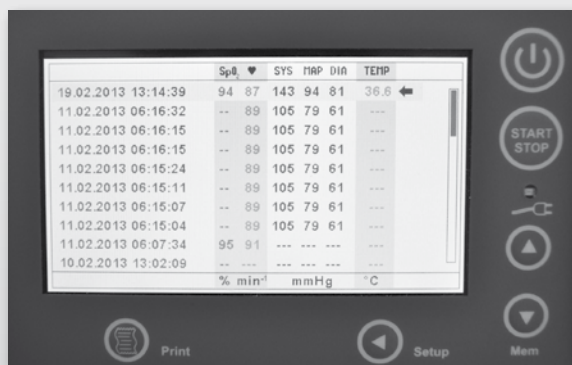 SpO₂ ♥ SYS MAP DIA TEMP
19.02.2013 13:14:39 94 87 143 94 81 36.6
11.02.2013 06:16:32 -- 89 105 79 61 ---
11.02.2013 06:16:15 -- 89 105 79 61 ---
11.02.2013 06:16:15 -- 89 105 79 61 ---
11.02.2013 06:15:24 -- 89 105 79 61 ---
11.02.2013 06:15:11 -- 89 105 79 61 ---
11.02.2013 06:15:07 -- 89 105 79 61 ---
11.02.2013 06:15:04 -- 89 105 79 61 ---
11.02.2013 06:07:34 95 91 --- --- --- ---
10.02.2013 13:02:09 -- --- --- --- --- ---
% min⁻¹ mmHg °C
START
STOP
Print
Setup
Mem